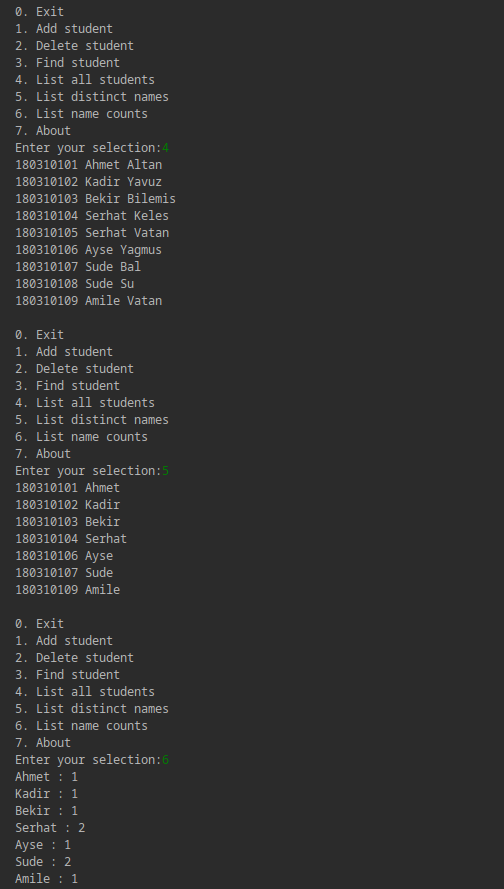 0. Exit
1. Add student
2. Delete student
3. Find student
4. List all students
5. List distinct names
6. List name counts
7. About
Enter your selection:4
180310101 Ahmet Altan
180310102 Kadir Yavuz
180310103 Bekir Bilemis
180310104 Serhat Keles
180310105 Serhat Vatan
180310106 Ayse Yagmus
180310107 Sude Bal
180310108 Sude Su
180310109 Amile Vatan
0. Exit
1. Add student
2. Delete student
3. Find student
4. List all students
5. List distinct names
6. List name counts
7. About
Enter your selection:5
180310101 Ahmet
180310102 Kadir
180310103 Bekir
180310104 Serhat
180310106 Ayse
180310107 Sude
180310109 Amile
0. Exit
1. Add student
2. Delete student
3. Find student
4. List all students
5. List distinct names
6. List name counts
7. About
Enter your selection:6
Ahmet : 1
Kadir : 1
Bekir : 1
Serhat : 2
Ayse : 1
Sude : 2
Amile : 1